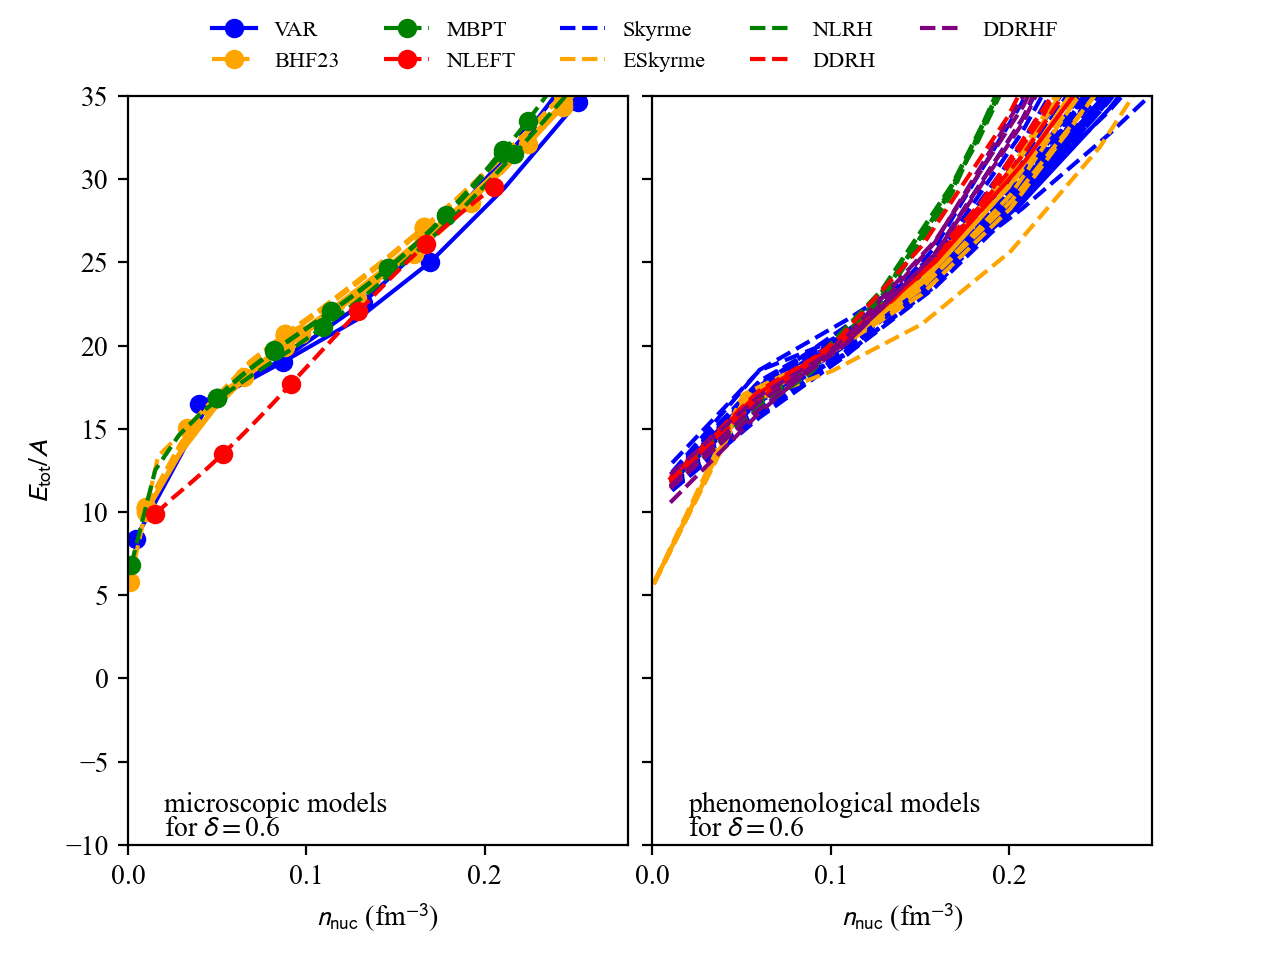 VAR MBPT Skyrme NLRH DDRHF
BHF23 NLEFT ESkyrme DDRH
35
30
25
20
15
10
5
0
−5
−10
E_tot/A
microscopic models
for δ = 0.6
phenomenological models
for δ = 0.6
0.0 0.1 0.2
0.0 0.1 0.2
n_nuc (fm⁻³)
n_nuc (fm⁻³)